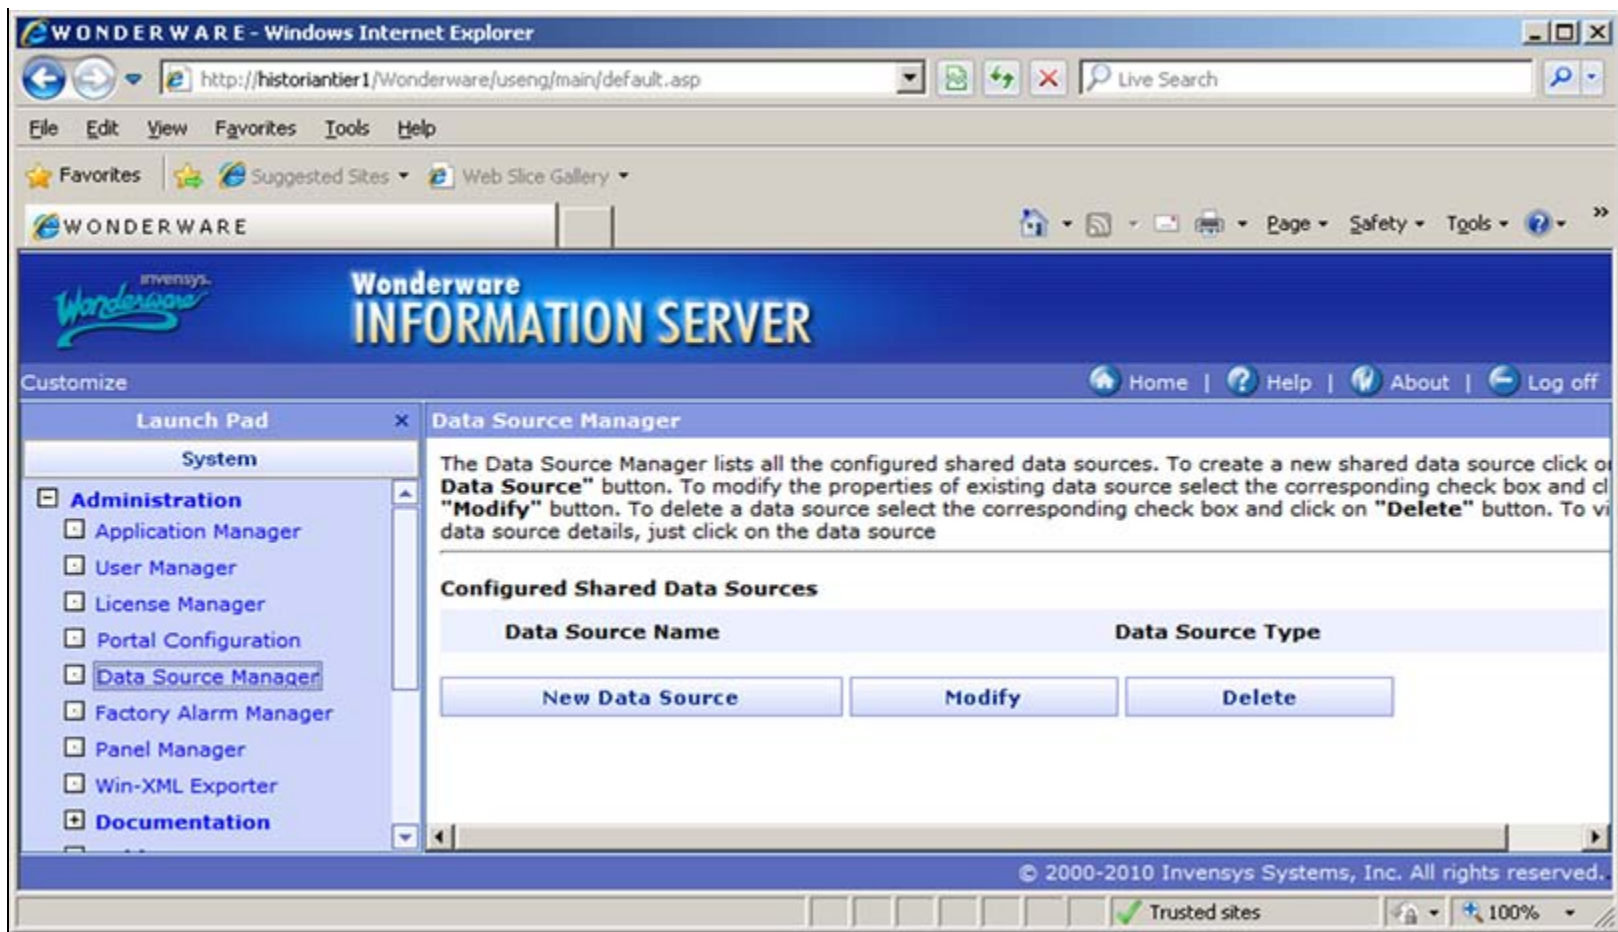 WONDERWARE - Windows Internet Explorer
http://historiantier1/Wonderware/useng/main/default.asp
Live Search
File Edit View Favorites Tools Help
Favorites Suggested Sites Web Slice Gallery
WONDERWARE
Page Safety Tools
invensys.
Wonderware
Wonderware
INFORMATION SERVER
Customize
Home | Help | About | Log off
Launch Pad
System
Administration
Application Manager
User Manager
License Manager
Portal Configuration
Data Source Manager
Factory Alarm Manager
Panel Manager
Win-XML Exporter
Documentation
Data Source Manager
The Data Source Manager lists all the configured shared data sources. To create a new shared data source click
Data Source" button. To modify the properties of existing data source select the corresponding check box and
"Modify" button. To delete a data source select the corresponding check box and click on "Delete" button. To
data source details, just click on the data source
Configured Shared Data Sources
Data Source Name Data Source Type
New Data Source Modify Delete
© 2000-2010 Invensys Systems, Inc. All rights reserved.
Trusted sites 100%